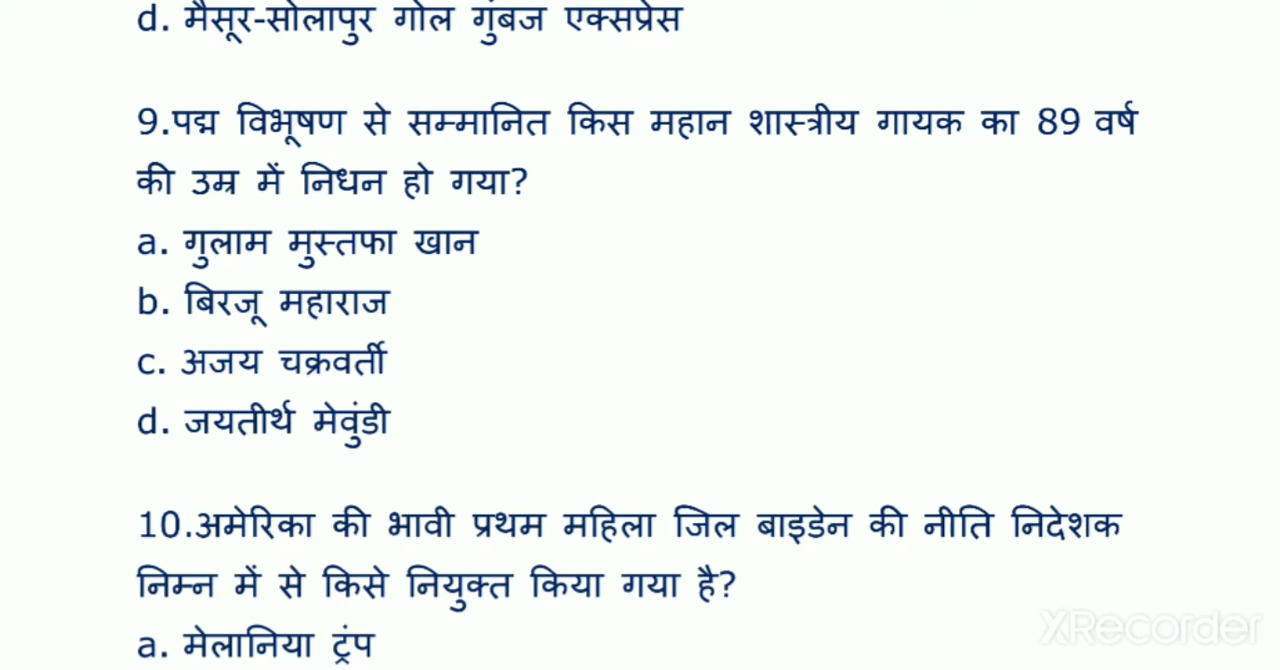 d. मैसूर-सोलापुर गोल गुंबज एक्सप्रेस
9.पद्म विभूषण से सम्मानित किस महान शास्त्रीय गायक का 89 वर्ष
की उम्र में निधन हो गया?
a. गुलाम मुस्तफा खान
b. बिरजू महाराज
c. अजय चक्रवर्ती
d. जयतीर्थ मेवुंडी
10.अमेरिका की भावी प्रथम महिला जिल बाइडेन की नीति निदेशक
निम्न में से किसे नियुक्त किया गया है?
a. मेलानिया ट्रंप
XRecorder